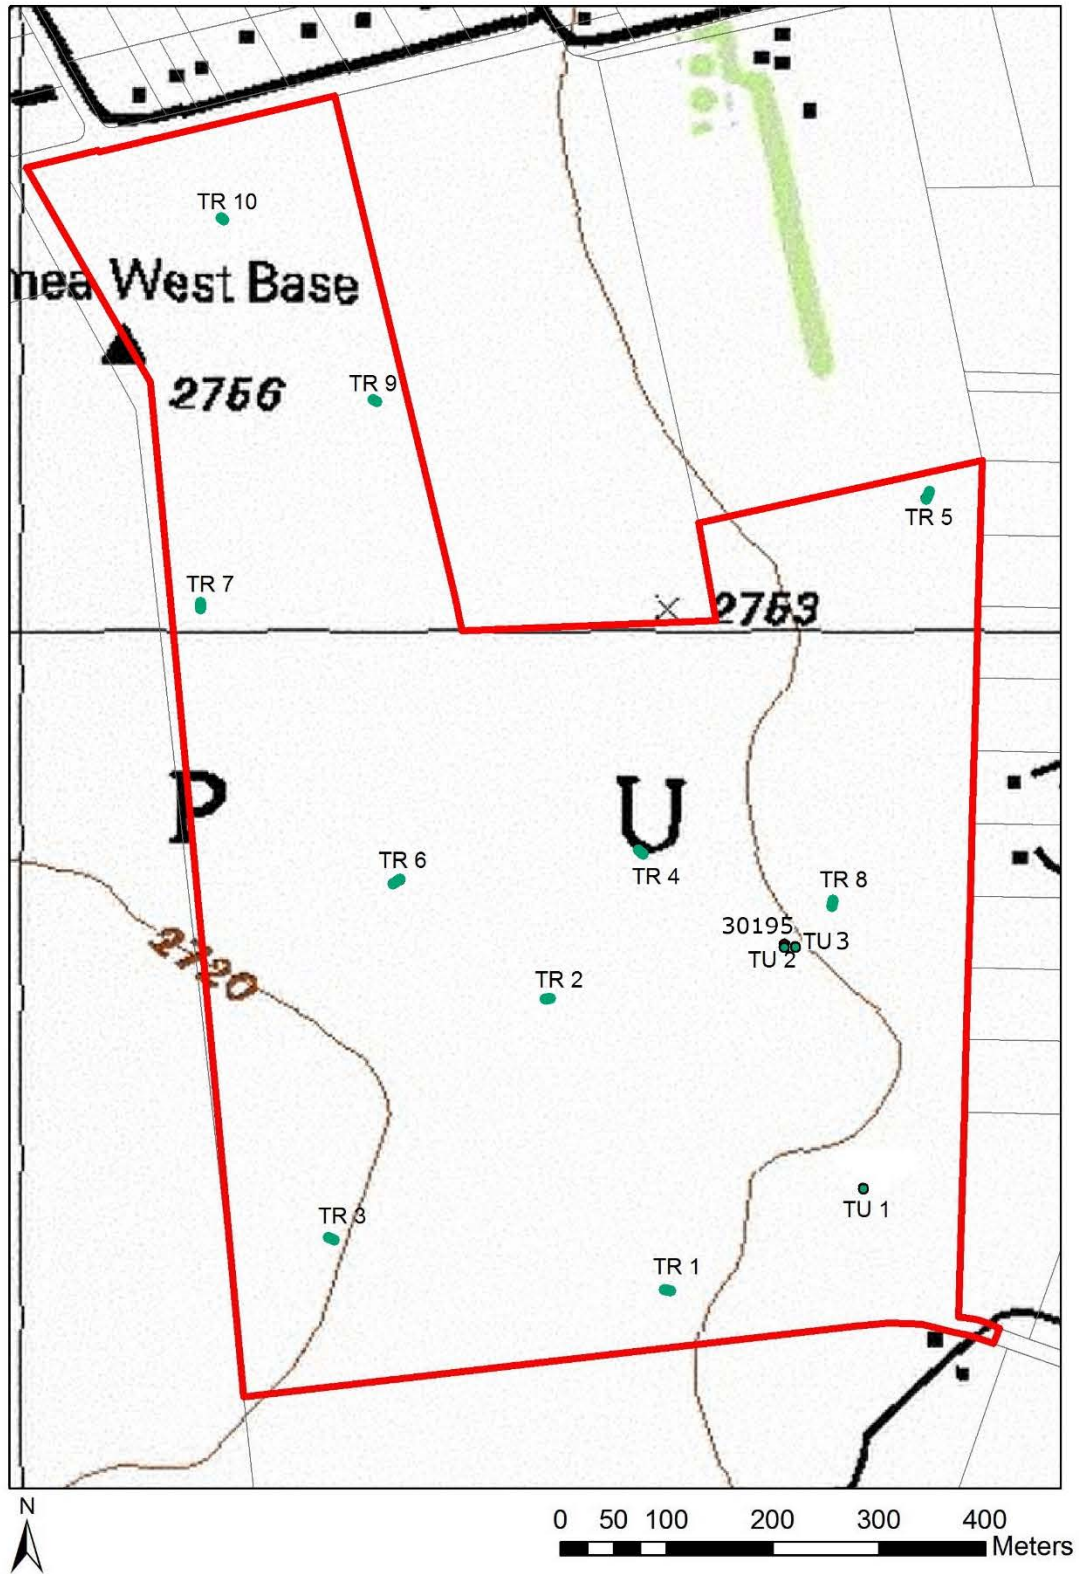 TR 10
mea West Base
2756
TR 9
TR 5
TR 7
2753
P U
TR 6
TR 4
TR 8
30195
TU 3
TU 2
2720
TR 2
TU 1
TR 3
TR 1
N
0 50 100 200 300 400
Meters